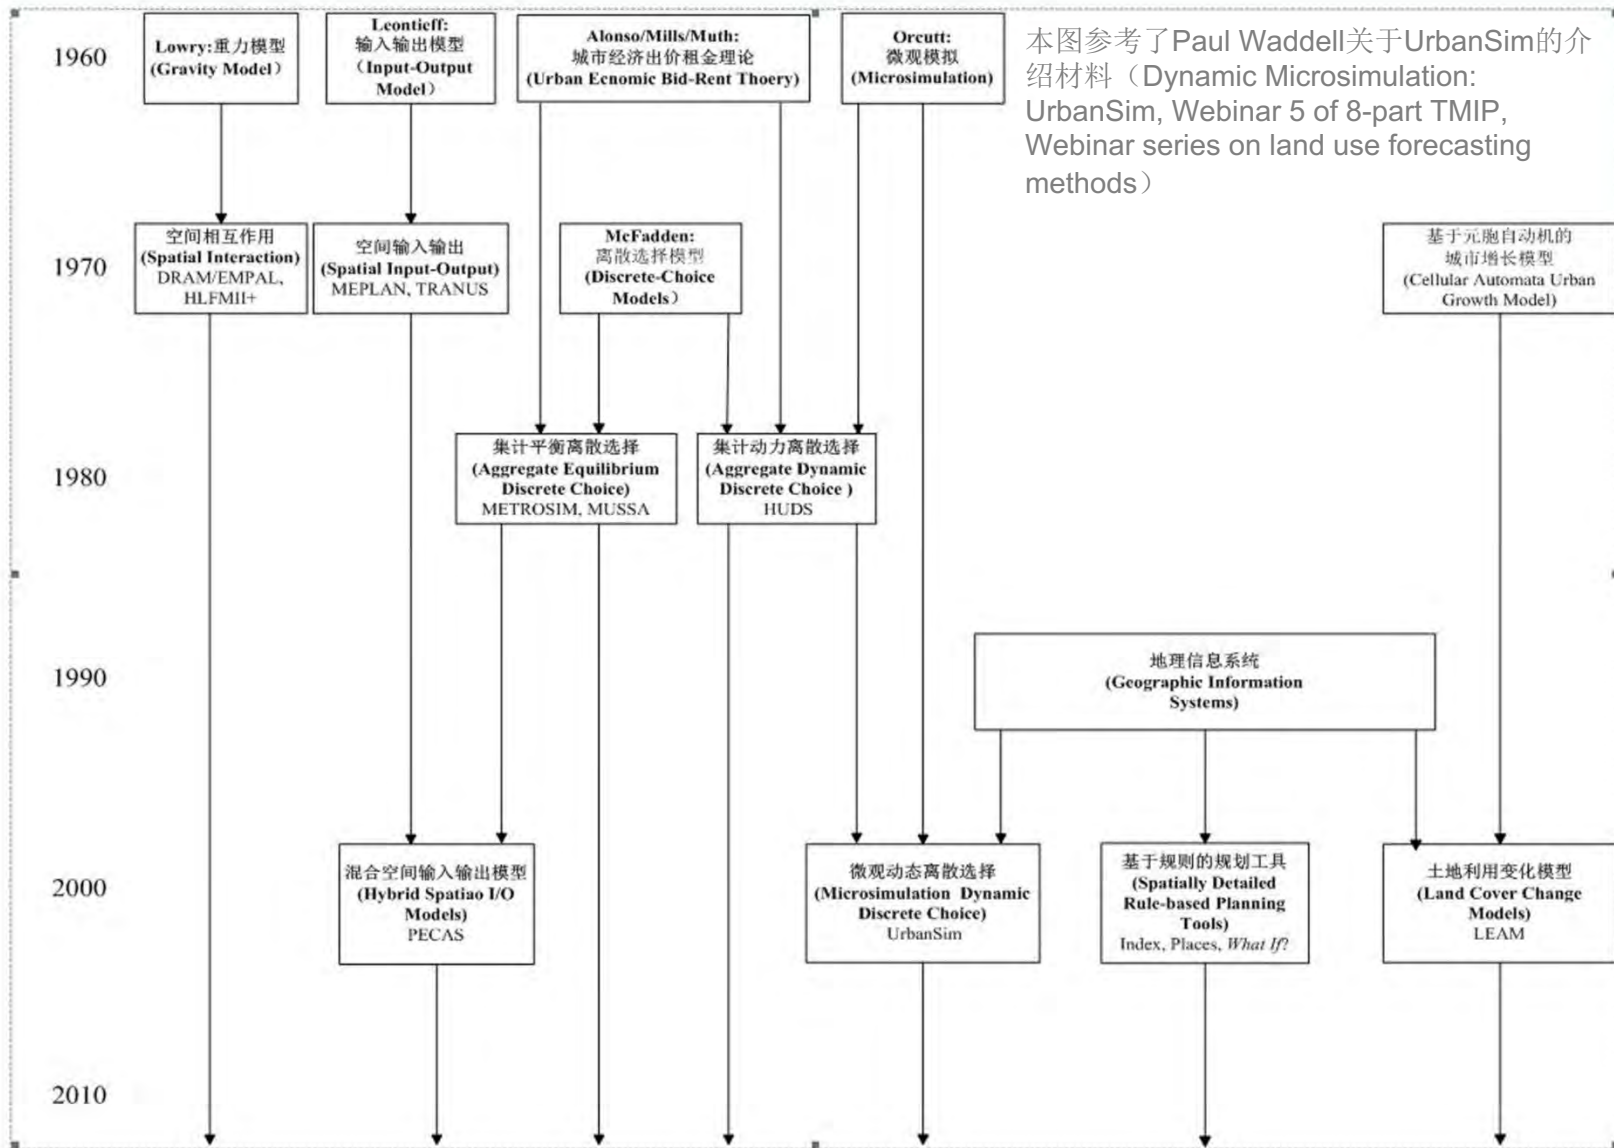 1960
Lowry:重力模型
(Gravity Model）
Leontieff:
输入输出模型
（Input-Output
Model）
Alonso/Mills/Muth:
城市经济出价租金理论
(Urban Ecnomic Bid-Rent Thoery)
Orcutt:
微观模拟
(Microsimulation)
本图参考了Paul Waddell关于UrbanSim的介
绍材料（Dynamic Microsimulation:
UrbanSim, Webinar 5 of 8-part TMIP,
Webinar series on land use forecasting
methods）
1970
空间相互作用
(Spatial Interaction)
DRAM/EMPAL,
HLFMII+
空间输入输出
(Spatial Input-Output)
MEPLAN, TRANUS
McFadden:
离散选择模型
(Discrete-Choice
Models）
基于元胞自动机的
城市增长模型
(Cellular Automata Urban
Growth Model)
1980
集计平衡离散选择
(Aggregate Equilibrium
Discrete Choice)
METROSIM, MUSSA
集计动力离散选择
(Aggregate Dynamic
Discrete Choice )
HUDS
1990
地理信息系统
(Geographic Information
Systems)
2000
混合空间输入输出模型
(Hybrid Spatiao I/O
Models)
PECAS
微观动态离散选择
(Microsimulation Dynamic
Discrete Choice)
UrbanSim
基于规则的规划工具
(Spatially Detailed
Rule-based Planning
Tools)
Index, Places, What If?
土地利用变化模型
(Land Cover Change
Models)
LEAM
2010